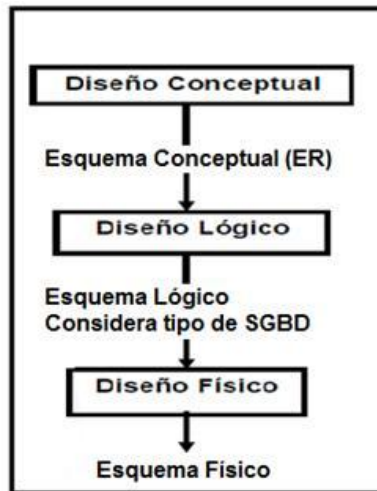 Diseño Conceptual
Esquema Conceptual (ER)
Diseño Lógico
Esquema Lógico
Considera tipo de SGBD
Diseño Físico
Esquema Físico